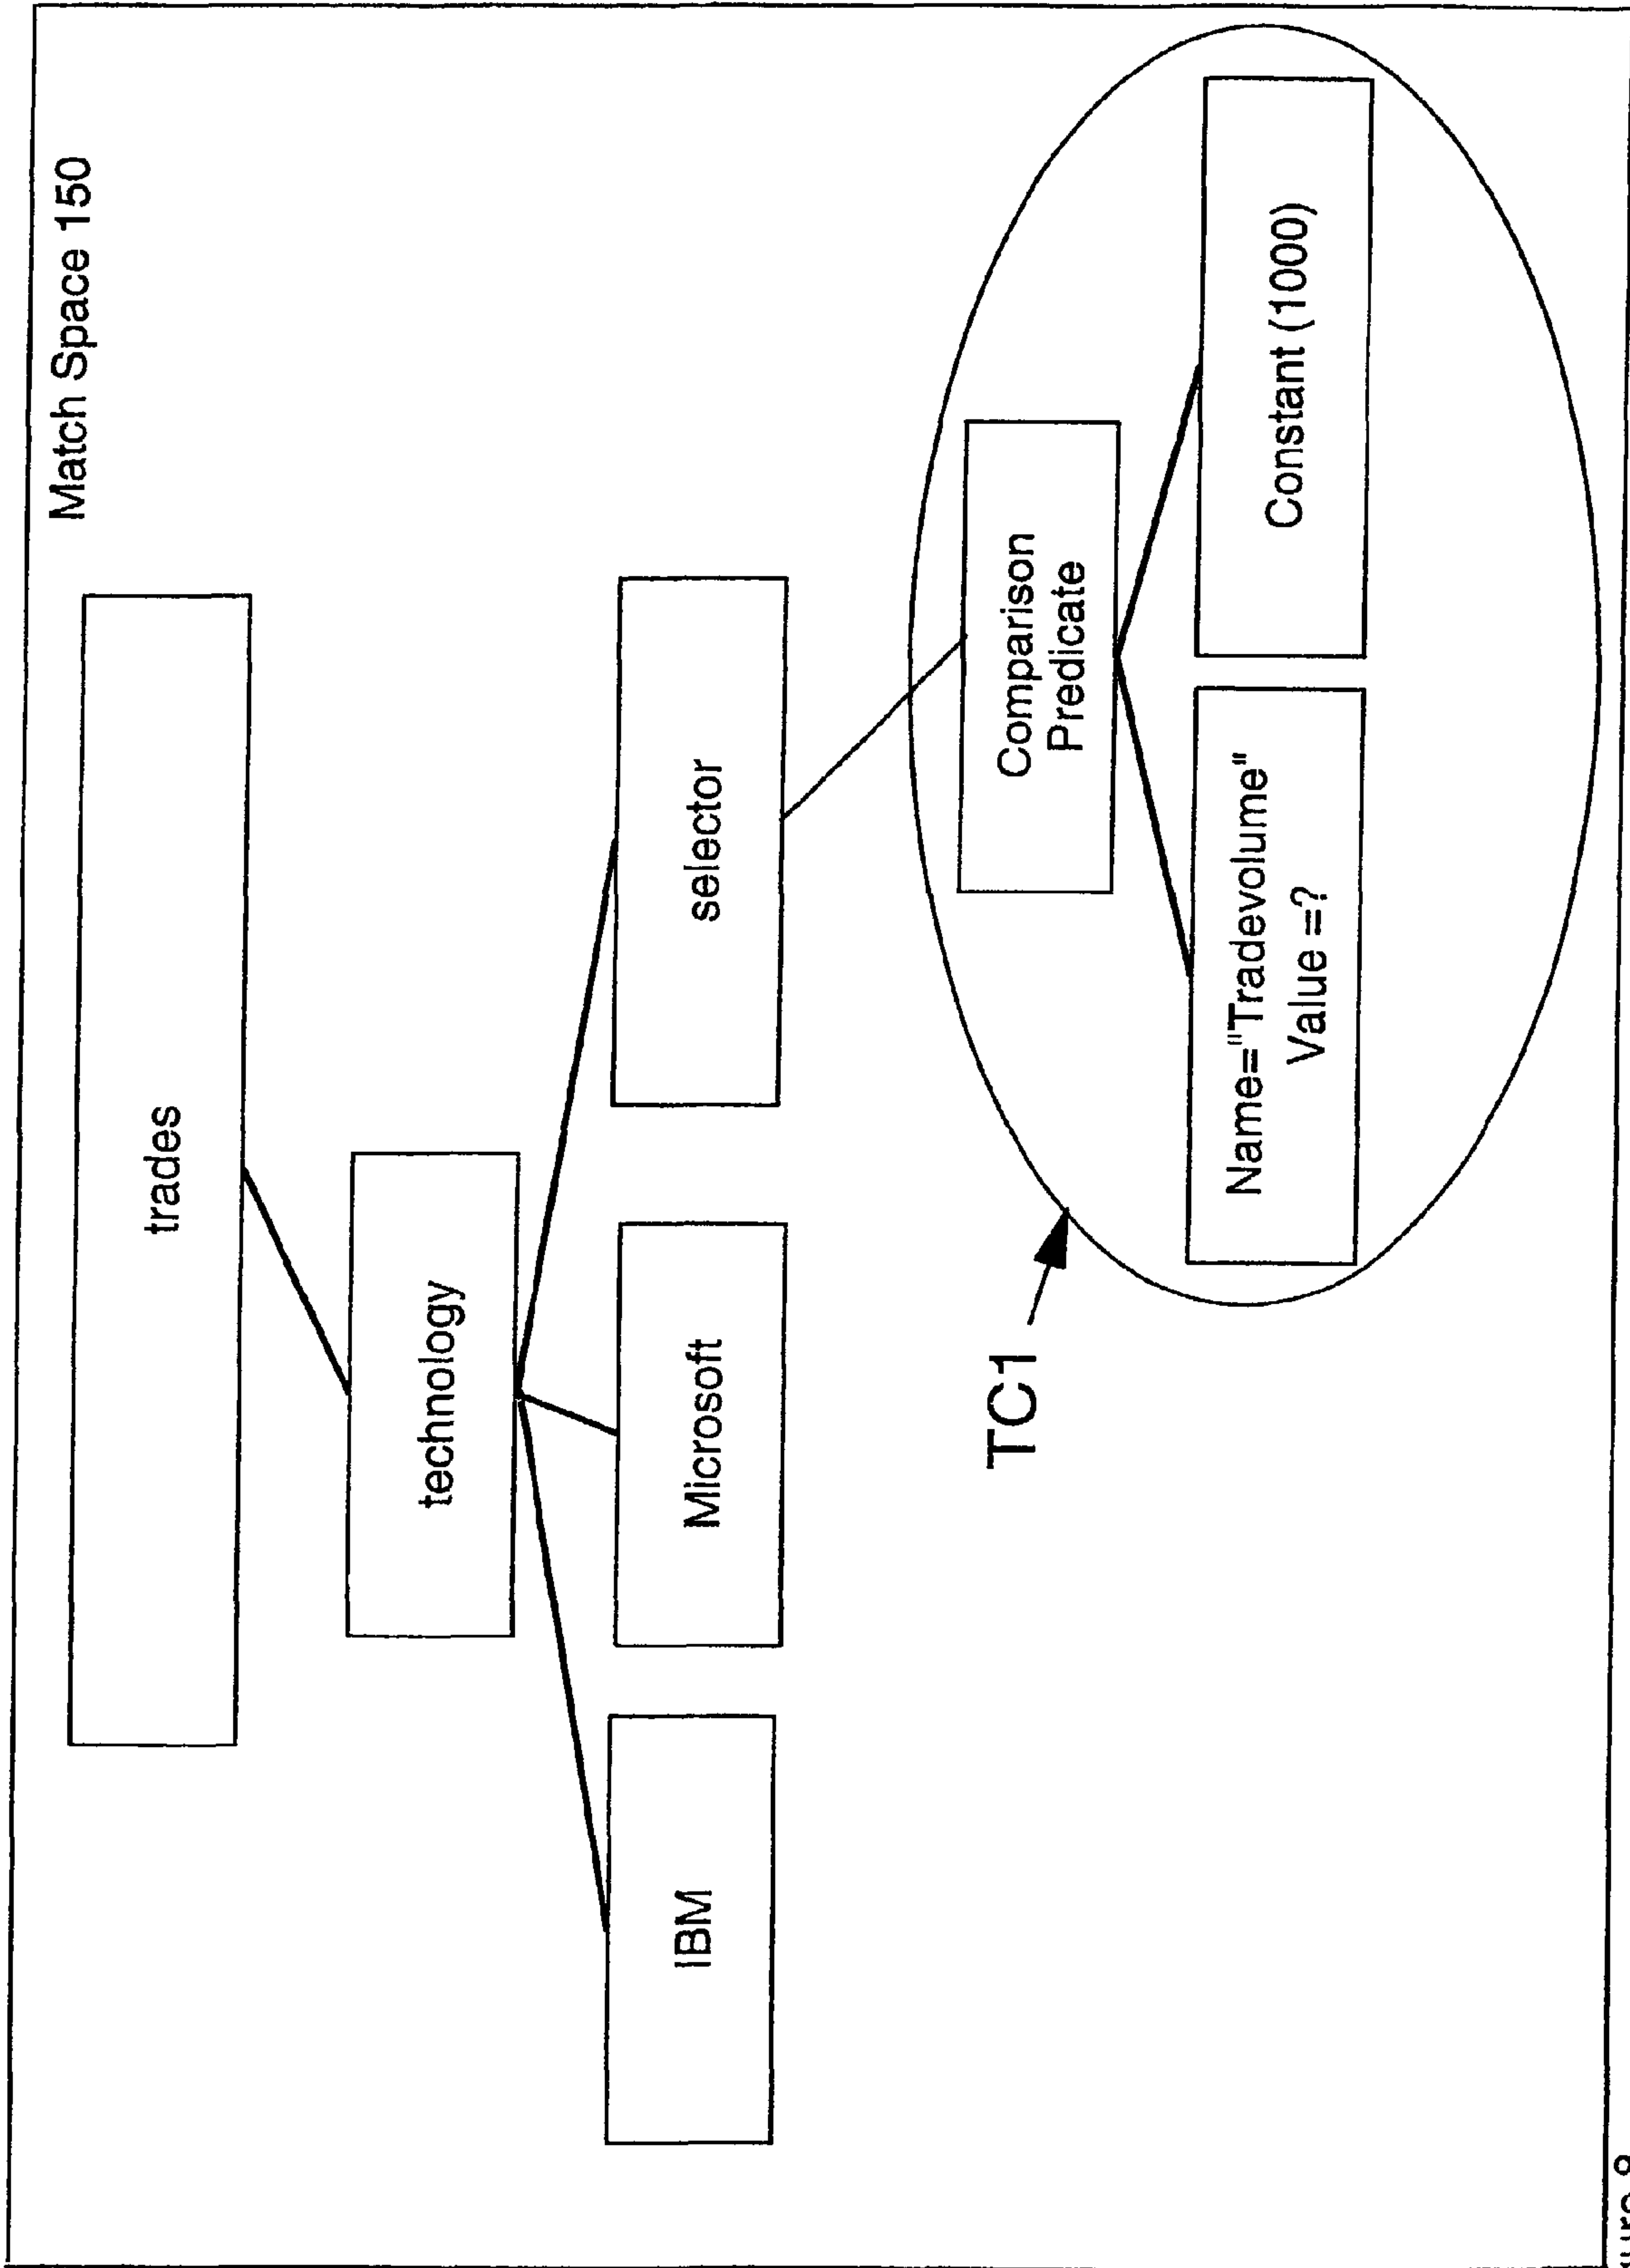 Match Space 150
trades
technology
IBM
Microsoft
selector
TC1
Comparison
Predicate
Name="Tradevolume"
Value =?
Constant (1000)